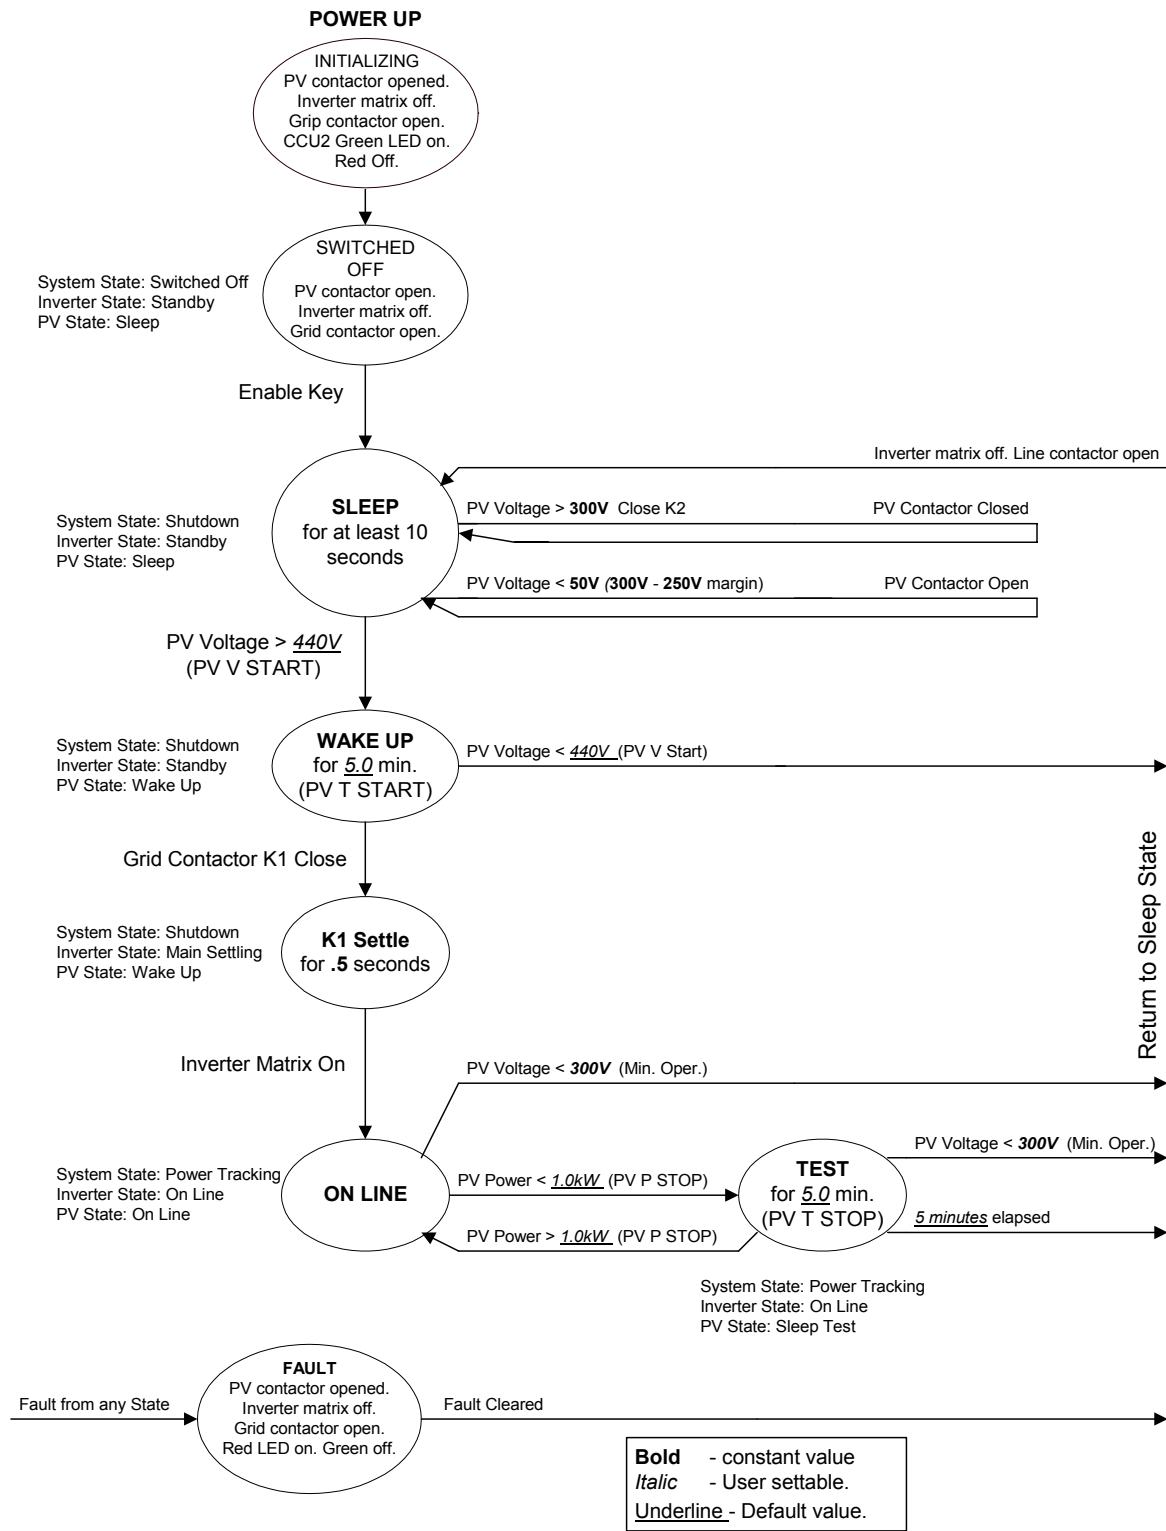 POWER UP
INITIALIZING
PV contactor opened.
Inverter matrix off.
Grip contactor open.
CCU2 Green LED on.
Red Off.
SWITCHED
OFF
PV contactor open.
Inverter matrix off.
Grid contactor open.
System State: Switched Off
Inverter State: Standby
PV State: Sleep
Enable Key
Inverter matrix off. Line contactor open
SLEEP
for at least 10
seconds
System State: Shutdown
Inverter State: Standby
PV State: Sleep
PV Voltage > 300V Close K2
PV Contactor Closed
PV Voltage < 50V (300V - 250V margin)
PV Contactor Open
PV Voltage > 440V
(PV V START)
System State: Shutdown
Inverter State: Standby
PV State: Wake Up
WAKE UP
for 5.0 min.
(PV T START)
PV Voltage < 440V (PV V Start)
Grid Contactor K1 Close
System State: Shutdown
Inverter State: Main Settling
PV State: Wake Up
K1 Settle
for .5 seconds
Return to Sleep State
Inverter Matrix On
PV Voltage < 300V (Min. Oper.)
System State: Power Tracking
Inverter State: On Line
PV State: On Line
ON LINE
PV Power < 1.0kW (PV P STOP)
PV Power > 1.0kW (PV P STOP)
TEST
for 5.0 min.
(PV T STOP)
PV Voltage < 300V (Min. Oper.)
5 minutes elapsed
System State: Power Tracking
Inverter State: On Line
PV State: Sleep Test
Fault from any State
FAULT
PV contactor opened.
Inverter matrix off.
Grid contactor open.
Red LED on. Green off.
Fault Cleared
Bold - constant value
Italic - User settable.
Underline - Default value.